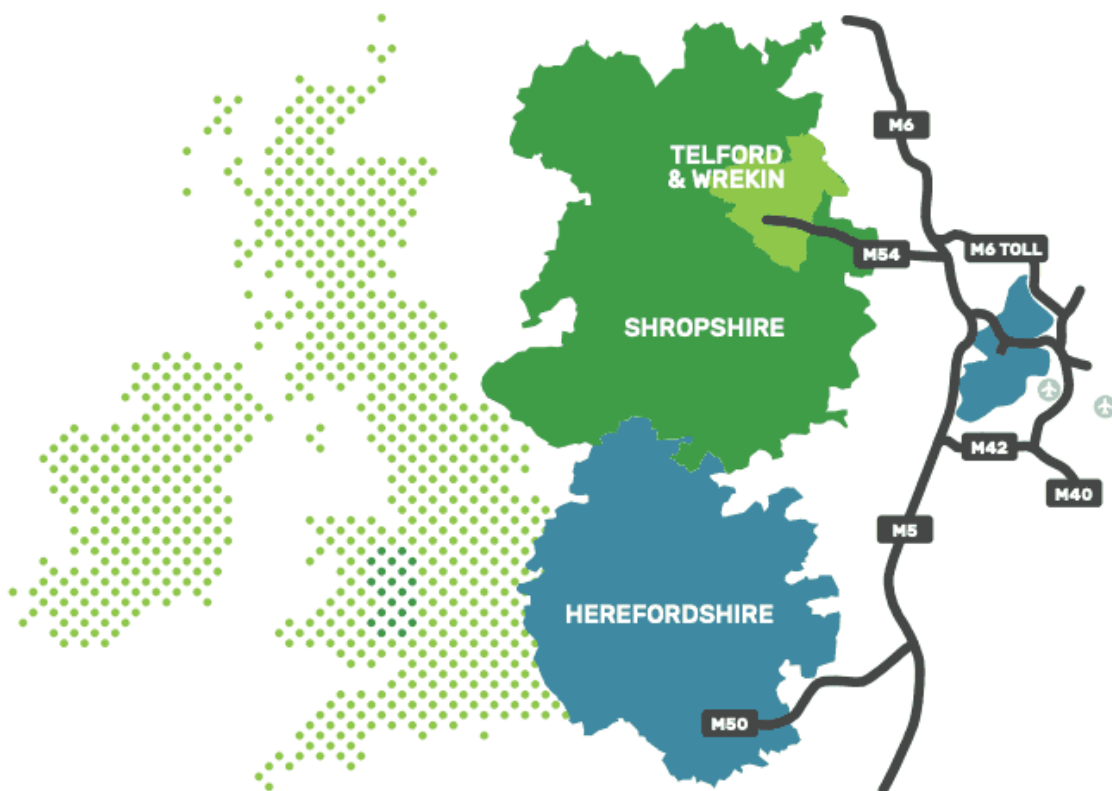 M6
TELFORD
& WREKIN
M6 TOLL
M54
SHROPSHIRE
M42
M40
M5
HEREFORDSHIRE
M50